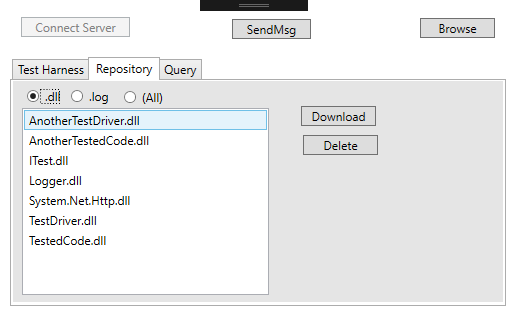 Connect Server SendMsg Browse
Test Harness Repository Query
.dll .log (All)
AnotherTestDriver.dll Download
AnotherTestedCode.dll Delete
ITest.dll
Logger.dll
System.Net.Http.dll
TestDriver.dll
TestedCode.dll